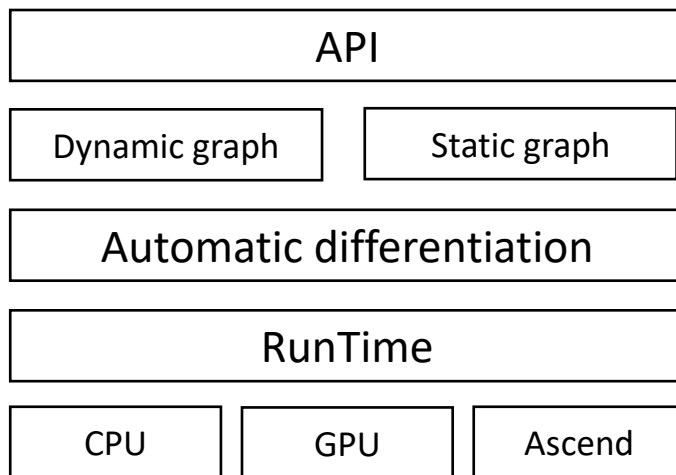 API
Dynamic graph
Static graph
Automatic differentiation
RunTime
CPU
GPU
Ascend